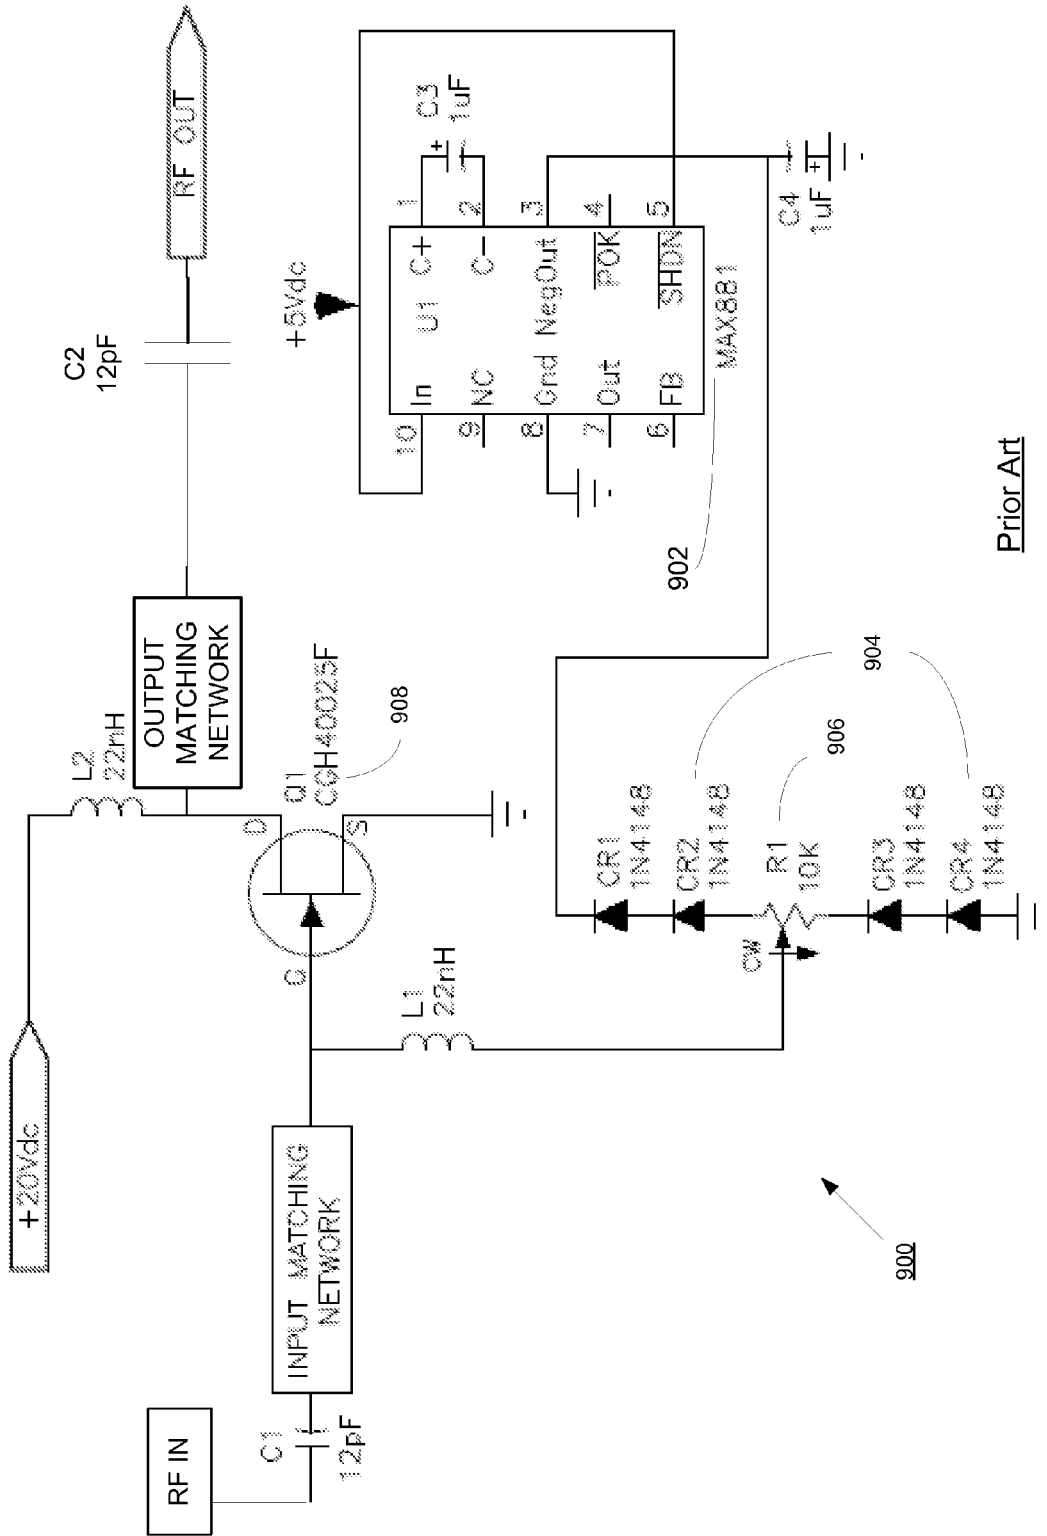 +20Vdc
L2
22nH
OUTPUT
MATCHING
NETWORK
C2
12pF
RF OUT
RF IN
C1
12pF
INPUT MATCHING
NETWORK
G
D
S
Q1
CGH40025F
908
L1
22nH
+5Vdc
10
In
U1
C+
1
C3
1uF
+
9
NC
C-
2
8
Gnd
NegOut
3
7
Out
POK
4
6
FB
SHDN
5
MAX881
902
C4
1uF
+
CR1
1N4148
CR2
1N4148
CW
R1
10K
906
904
CR3
1N4148
CR4
1N4148
900
Prior Art